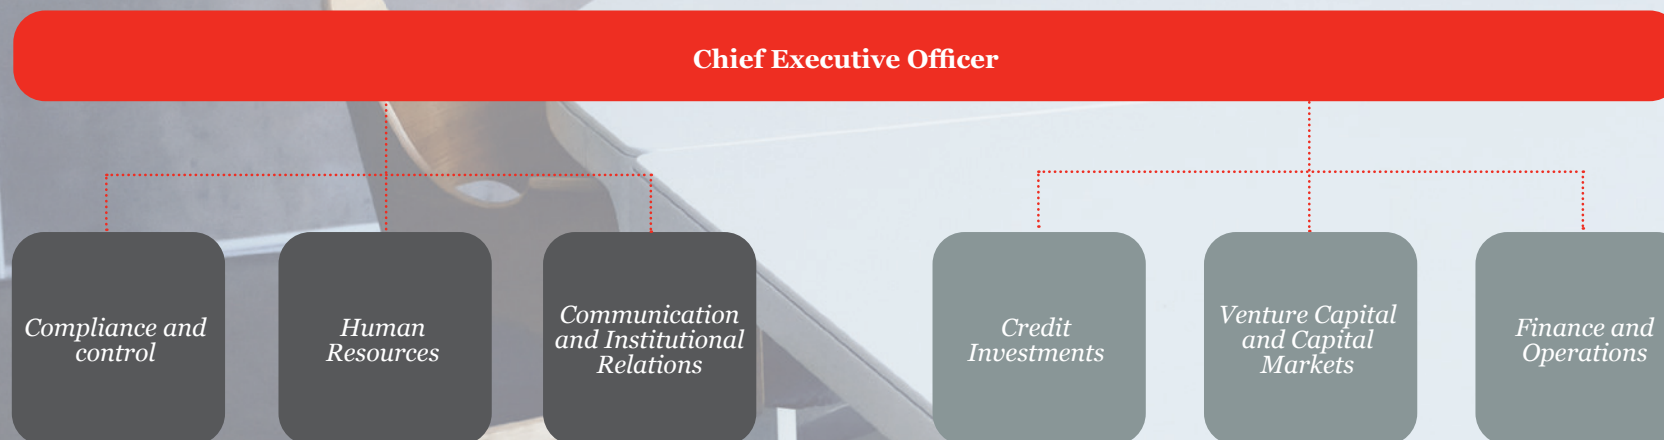 Chief Executive Officer
Compliance and
control
Human
Resources
Communication
and Institutional
Relations
Credit
Investments
Venture Capital
and Capital
Markets
Finance and
Operations